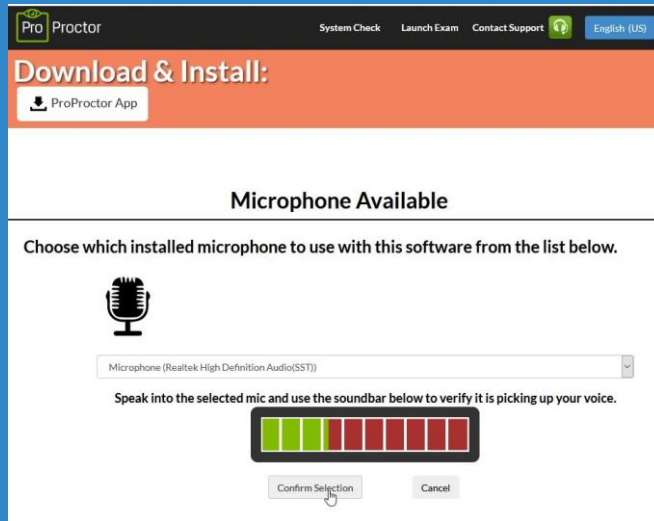 Pro Proctor
System Check Launch Exam Contact Support English (US)
Download & Install:
ProProctor App
Microphone Available
Choose which installed microphone to use with this software from the list below.
Microphone (Realtek High Definition Audio(SST))
Speak into the selected mic and use the soundbar below to verify it is picking up your voice.
Confirm Selection Cancel